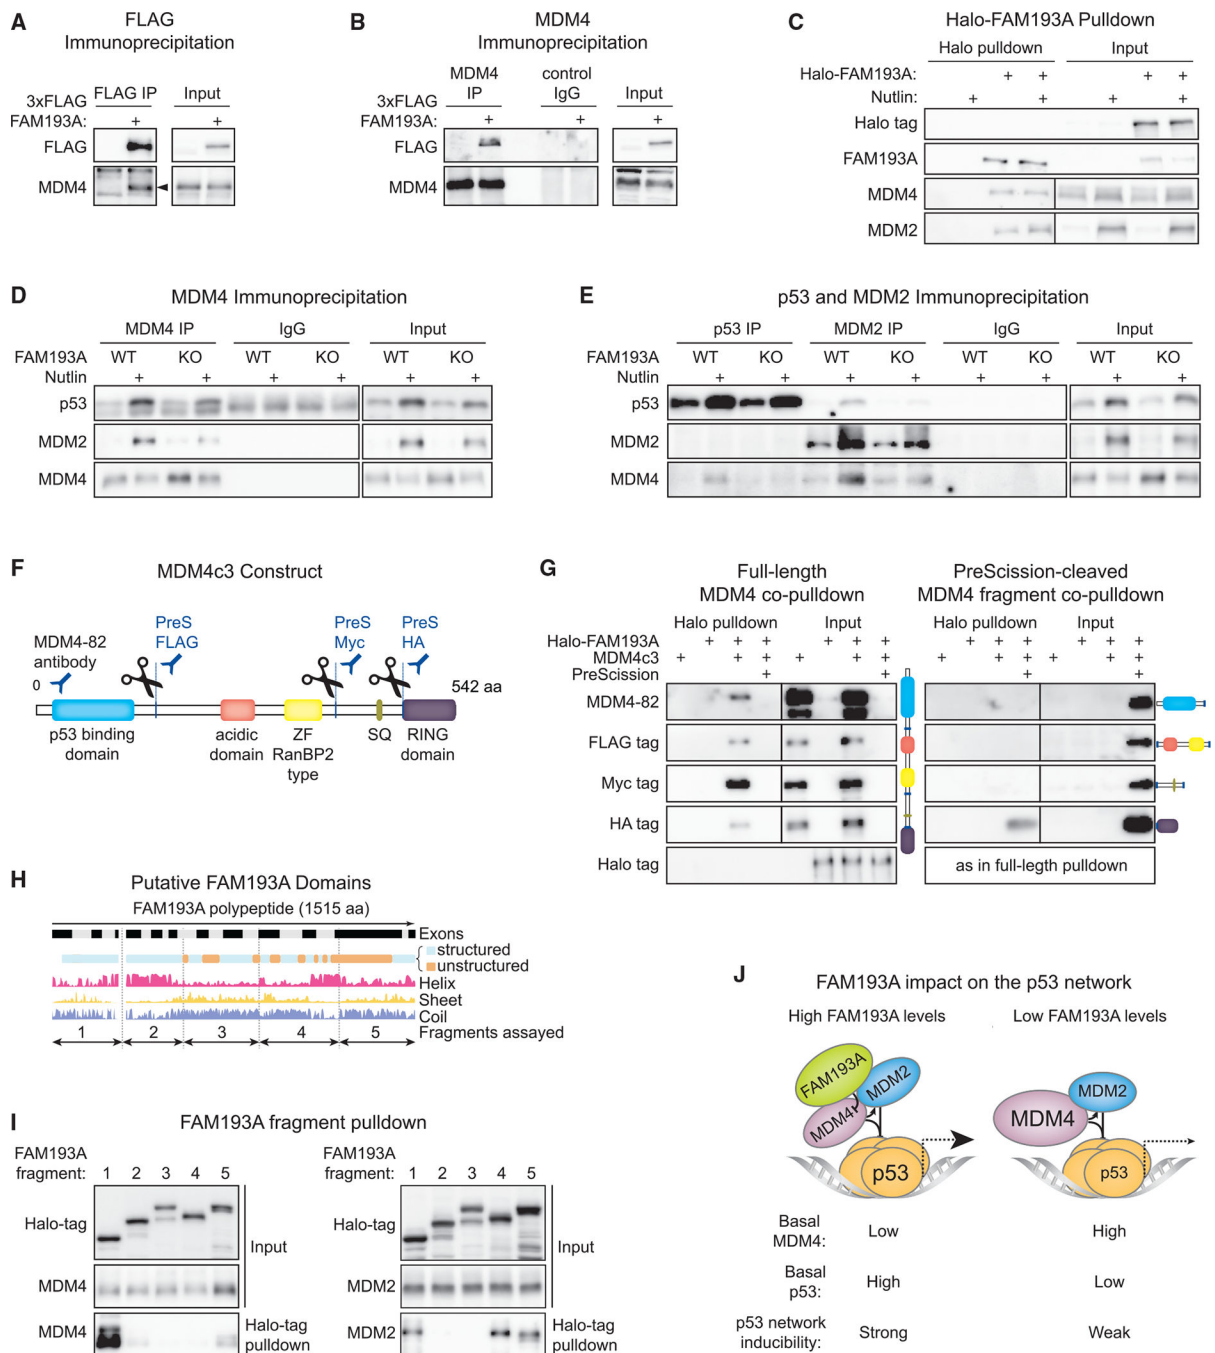 A
FLAG
Immunoprecipitation
3xFLAG FLAG IP Input
FAM193A: + +
FLAG
MDM4
B
MDM4
Immunoprecipitation
MDM4 IP control IgG Input
3xFLAG
FAM193A: + + +
FLAG
MDM4
C
Halo-FAM193A Pulldown
Halo pulldown Input
Halo-FAM193A: + + + +
Nutlin: + + + +
Halo tag
FAM193A
MDM4
MDM2
D
MDM4 Immunoprecipitation
MDM4 IP IgG Input
FAM193A WT KO WT KO WT KO
Nutlin + + + + + +
p53
MDM2
MDM4
E
p53 and MDM2 Immunoprecipitation
p53 IP MDM2 IP IgG Input
FAM193A WT KO WT KO WT KO WT KO
Nutlin + + + + + + + +
p53
MDM2
MDM4
F
MDM4c3 Construct
MDM4-82
antibody
PreS
FLAG
PreS
Myc
PreS
HA
0
542 aa
p53 binding
domain
acidic
domain
ZF
RanBP2
type
SQ
RING
domain
G
Full-length
MDM4 co-pulldown
PreScission-cleaved
MDM4 fragment co-pulldown
Halo pulldown Input Halo pulldown Input
Halo-FAM193A + + + + + + + + + + + +
MDM4c3 + + + + + + + + + + + +
PreScission + + + +
MDM4-82
FLAG tag
Myc tag
HA tag
Halo tag
as in full-legth pulldown
H
Putative FAM193A Domains
FAM193A polypeptide (1515 aa)
Exons
structured
unstructured
Helix
Sheet
Coil
1 2 3 4 5 Fragments assayed
I
FAM193A fragment pulldown
FAM193A
fragment: 1 2 3 4 5
Halo-tag
Input
MDM4
MDM4
Halo-tag
pulldown
FAM193A
fragment: 1 2 3 4 5
Halo-tag
Input
MDM2
MDM2
Halo-tag
pulldown
J
FAM193A impact on the p53 network
High FAM193A levels Low FAM193A levels
FAM193A
MDM2
MDM4
p53
MDM2
MDM4
p53
Basal
MDM4: Low High
Basal
p53: High Low
p53 network
inducibility: Strong Weak